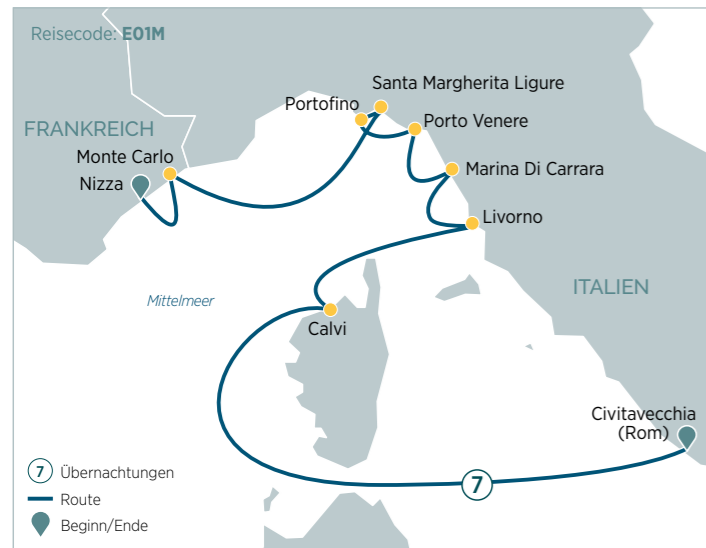 Reisecode: E01M
Santa Margherita Ligure
Portofino
Porto Venere
FRANKREICH
Monte Carlo
Marina Di Carrara
Nizza
Livorno
ITALIEN
Mittelmeer
Calvi
Civitavecchia
(Rom)
7 Übernachtungen
7
Route
Beginn/Ende